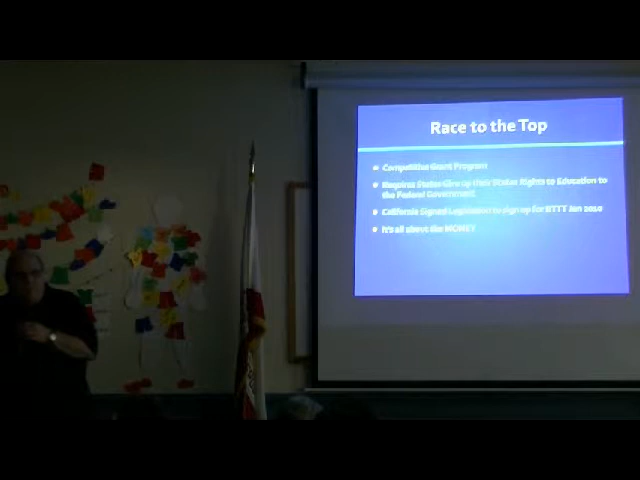 Race to the Top
Competitive Grant Program
Requires States Give up their States Rights to Education to
the Federal Government
California Signed Legislation to sign up for RTTT Jan 2010
It's all about the MONEY